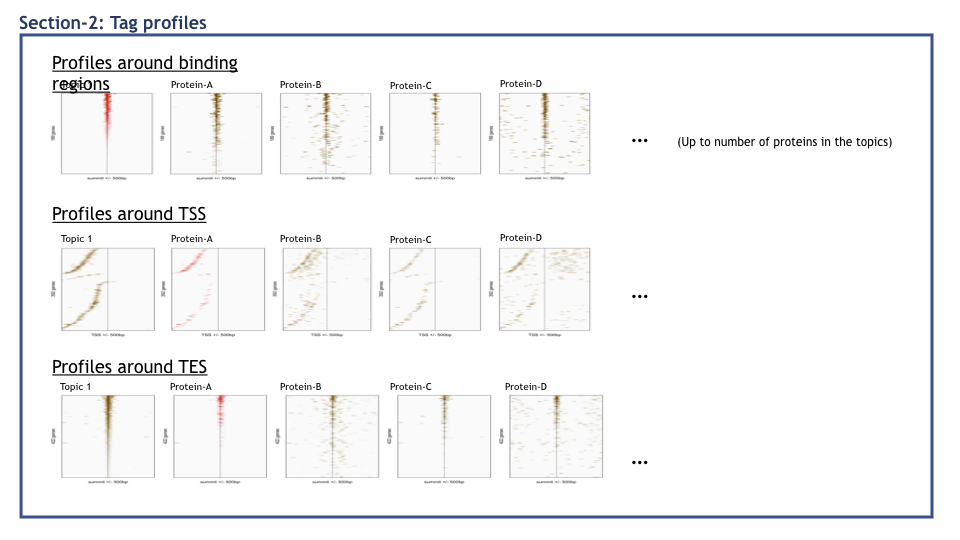 Section-2: Tag profiles
Profiles around binding
regions
Topic 1
Protein-A
Protein-B
Protein-C
Protein-D
summit +/- 500bp
summit +/- 500bp
summit +/- 500bp
summit +/- 500bp
summit +/- 500bp
... (Up to number of proteins in the topics)
Profiles around TSS
Topic 1
Protein-A
Protein-B
Protein-C
Protein-D
TSS +/- 500bp
TSS +/- 500bp
TSS +/- 500bp
TSS +/- 500bp
TSS +/- 500bp
...
Profiles around TES
Topic 1
Protein-A
Protein-B
Protein-C
Protein-D
summit +/- 500bp
summit +/- 500bp
summit +/- 500bp
summit +/- 500bp
summit +/- 500bp
...